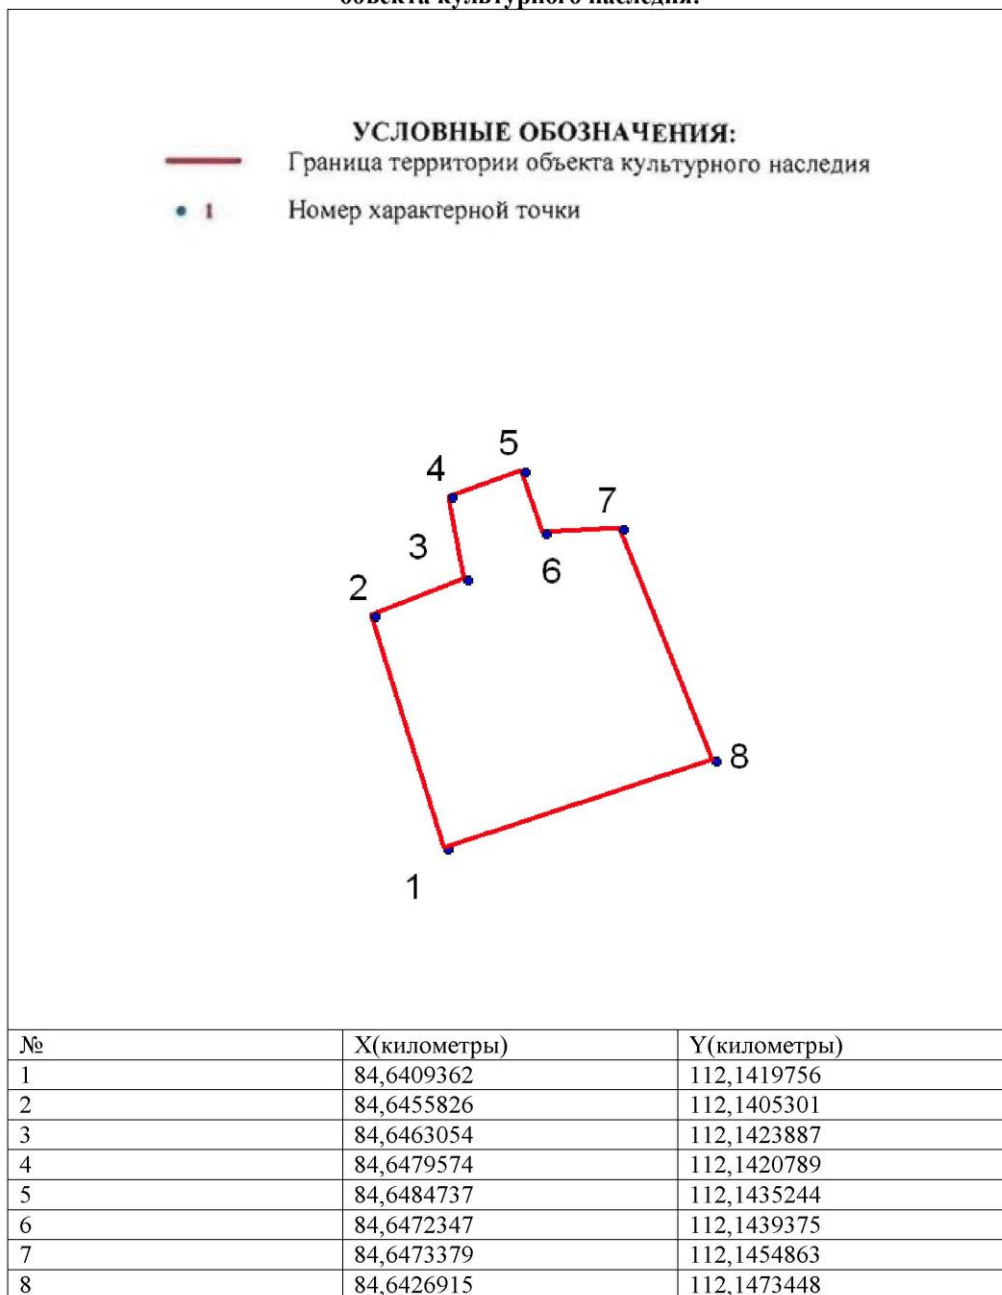 объекта культурного наследия:
УСЛОВНЫЕ ОБОЗНАЧЕНИЯ:
Граница территории объекта культурного наследия
1 Номер характерной точки
5
4
7
3
6
2
8
1
№ X(километры) Y(километры)
1 84,6409362 112,1419756
2 84,6455826 112,1405301
3 84,6463054 112,1423887
4 84,6479574 112,1420789
5 84,6484737 112,1435244
6 84,6472347 112,1439375
7 84,6473379 112,1454863
8 84,6426915 112,1473448